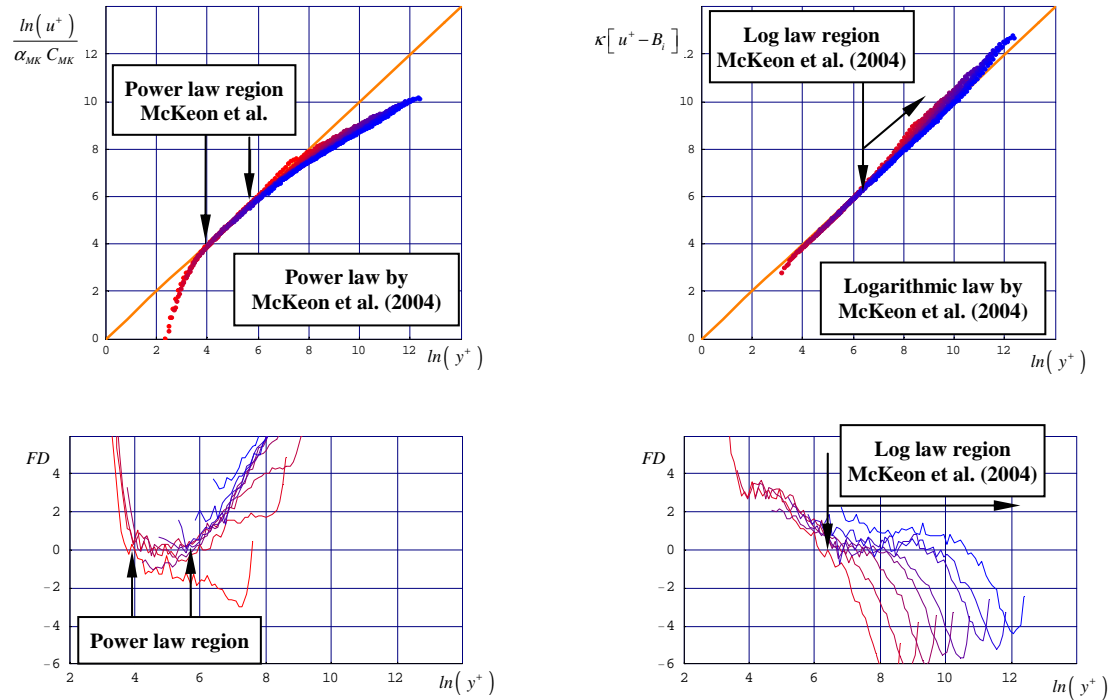 ln( u⁺ )
α_MK C_MK
12
10
8
6
4
2
0
Power law region
McKeon et al.
Power law by
McKeon et al. (2004)
0 2 4 6 8 10 12
ln( y⁺ )
κ[ u⁺ − B_i ]
12
10
8
6
4
2
0
Log law region
McKeon et al. (2004)
Logarithmic law by
McKeon et al. (2004)
0 2 4 6 8 10 12
ln( y⁺ )
FD
4
2
0
-2
-4
-6
Power law region
2 4 6 8 10 12
ln( y⁺ )
FD
4
2
0
-2
-4
-6
Log law region
McKeon et al. (2004)
2 4 6 8 10 12
ln( y⁺ )